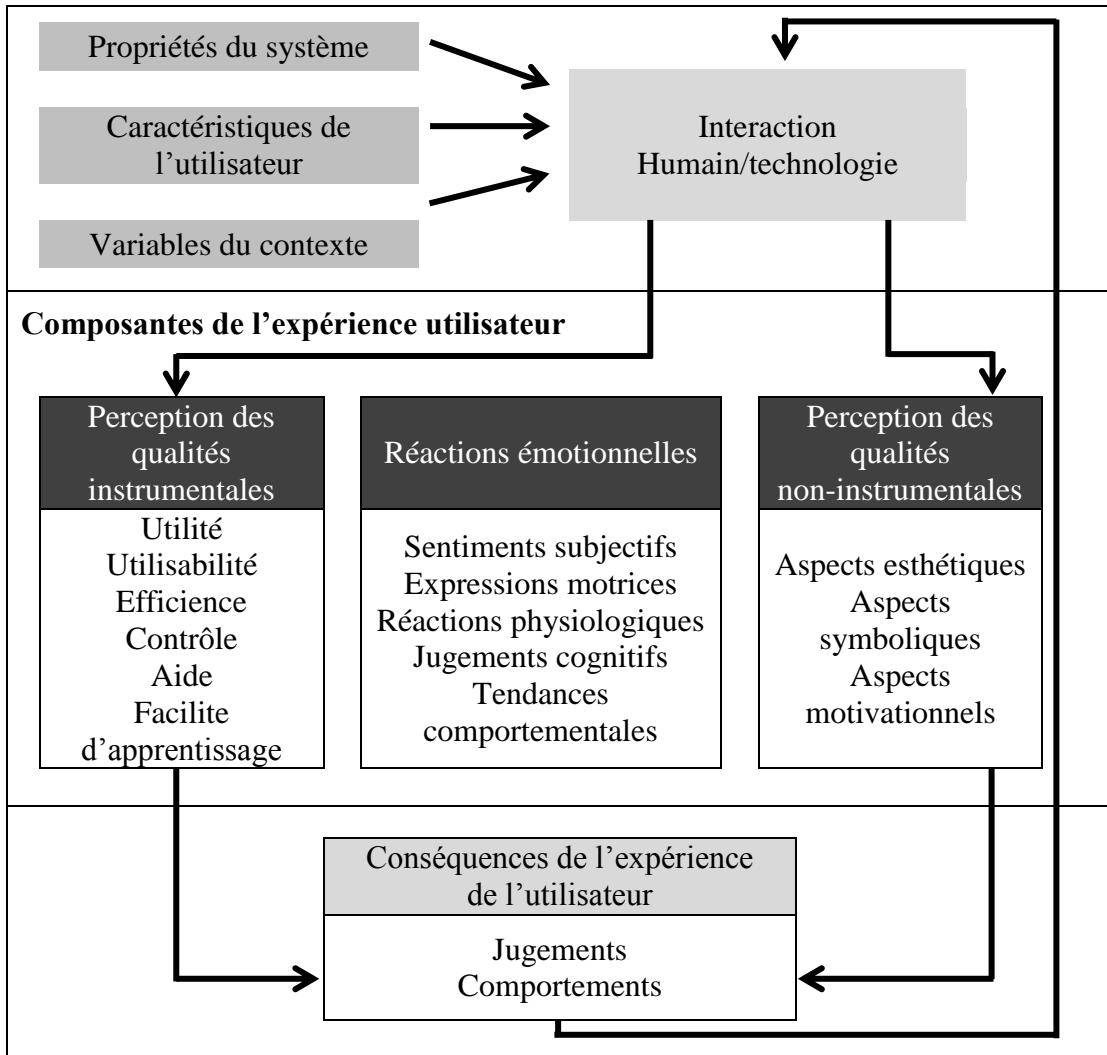 Propriétés du système
Caractéristiques de
l’utilisateur
Variables du contexte
Interaction
Humain/technologie
Composantes de l’expérience utilisateur
Perception des
qualités
instrumentales
Utilité
Utilisabilité
Efficience
Contrôle
Aide
Facilite
d’apprentissage
Réactions émotionnelles
Sentiments subjectifs
Expressions motrices
Réactions physiologiques
Jugements cognitifs
Tendances
comportementales
Perception des
qualités
non-instrumentales
Aspects esthétiques
Aspects
symboliques
Aspects
motivationnels
Conséquences de l’expérience
de l’utilisateur
Jugements
Comportements